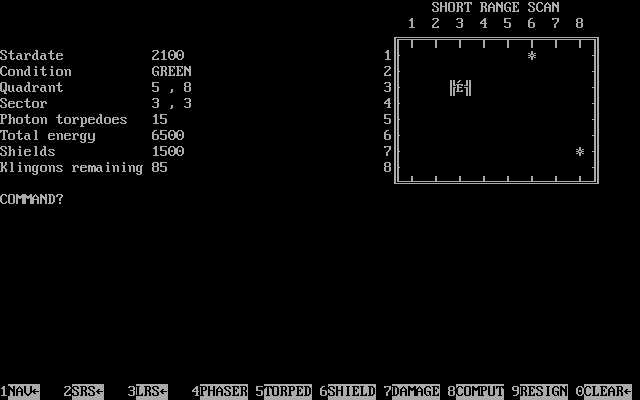 SHORT RANGE SCAN
1 2 3 4 5 6 7 8
Stardate 2100 1 *
Condition GREEN 2
Quadrant 5 , 8 3 ╠É╣
Sector 3 , 3 4
Photon torpedoes 15 5
Total energy 6500 6
Shields 1500 7 *
Klingons remaining 85 8
COMMAND?
1NAV← 2SRS← 3LRS← 4PHASER 5TORPED 6SHIELD 7DAMAGE 8COMPUT 9RESIGN 0CLEAR←